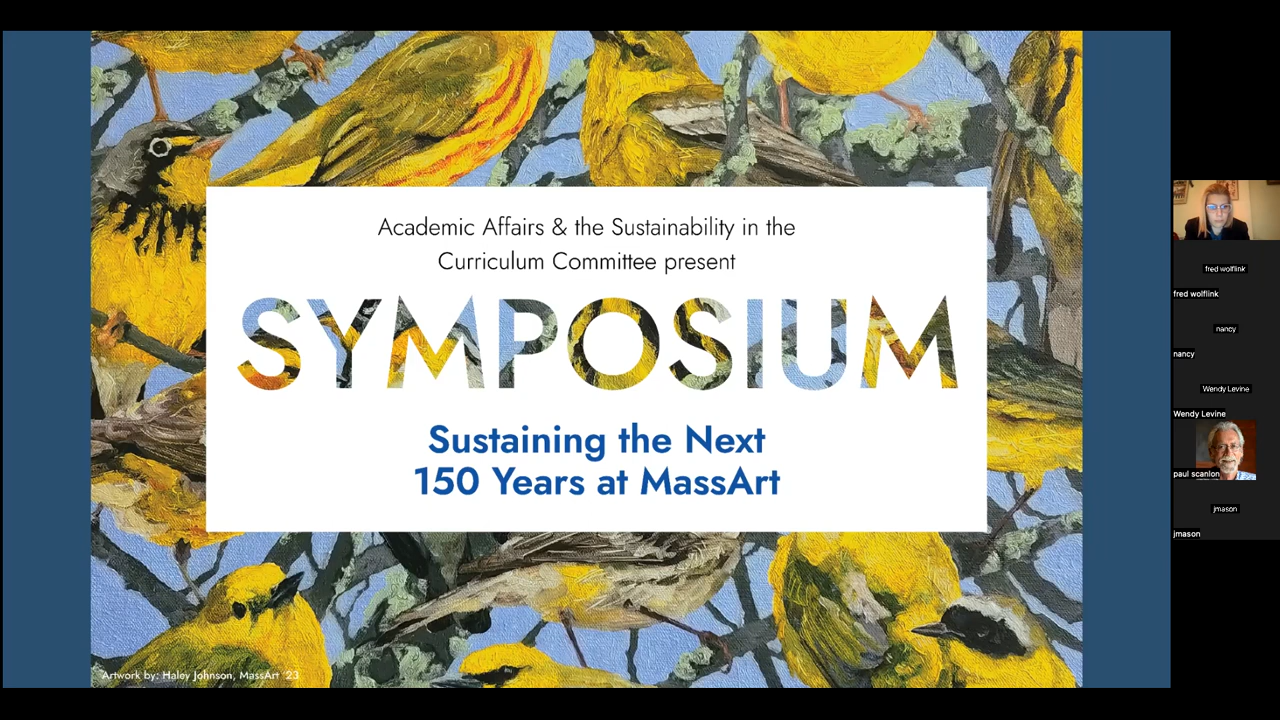 Academic Affairs & the Sustainability in the
Curriculum Committee present
SYMPOSIUM
Sustaining the Next
150 Years at MassArt
Artwork by: Haley Johnson, MassArt '23
fred wolflink
fred wolflink
nancy
nancy
Wendy Levine
Wendy Levine
paul scanlon
jmason
jmason